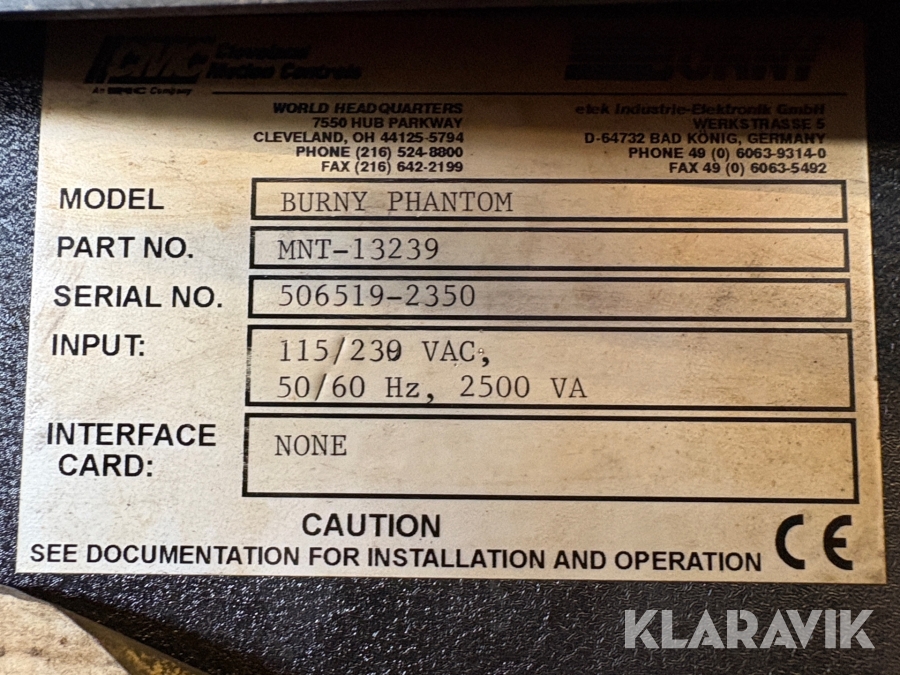 CMC Cleveland
Motion Controls
An IMC Company
BURNY
WORLD HEADQUARTERS
7550 HUB PARKWAY
CLEVELAND, OH 44125-5794
PHONE (216) 524-8800
FAX (216) 642-2199
etek Industrie-Elektronik GmbH
WERKSTRASSE 5
D-64732 BAD KÖNIG, GERMANY
PHONE 49 (0) 6063-9314-0
FAX 49 (0) 6063-5492
MODEL BURNY PHANTOM
PART NO. MNT-13239
SERIAL NO. 506519-2350
INPUT: 115/230 VAC,
50/60 Hz, 2500 VA
INTERFACE
CARD: NONE
CAUTION
SEE DOCUMENTATION FOR INSTALLATION AND OPERATION
CE
KLARAVIK